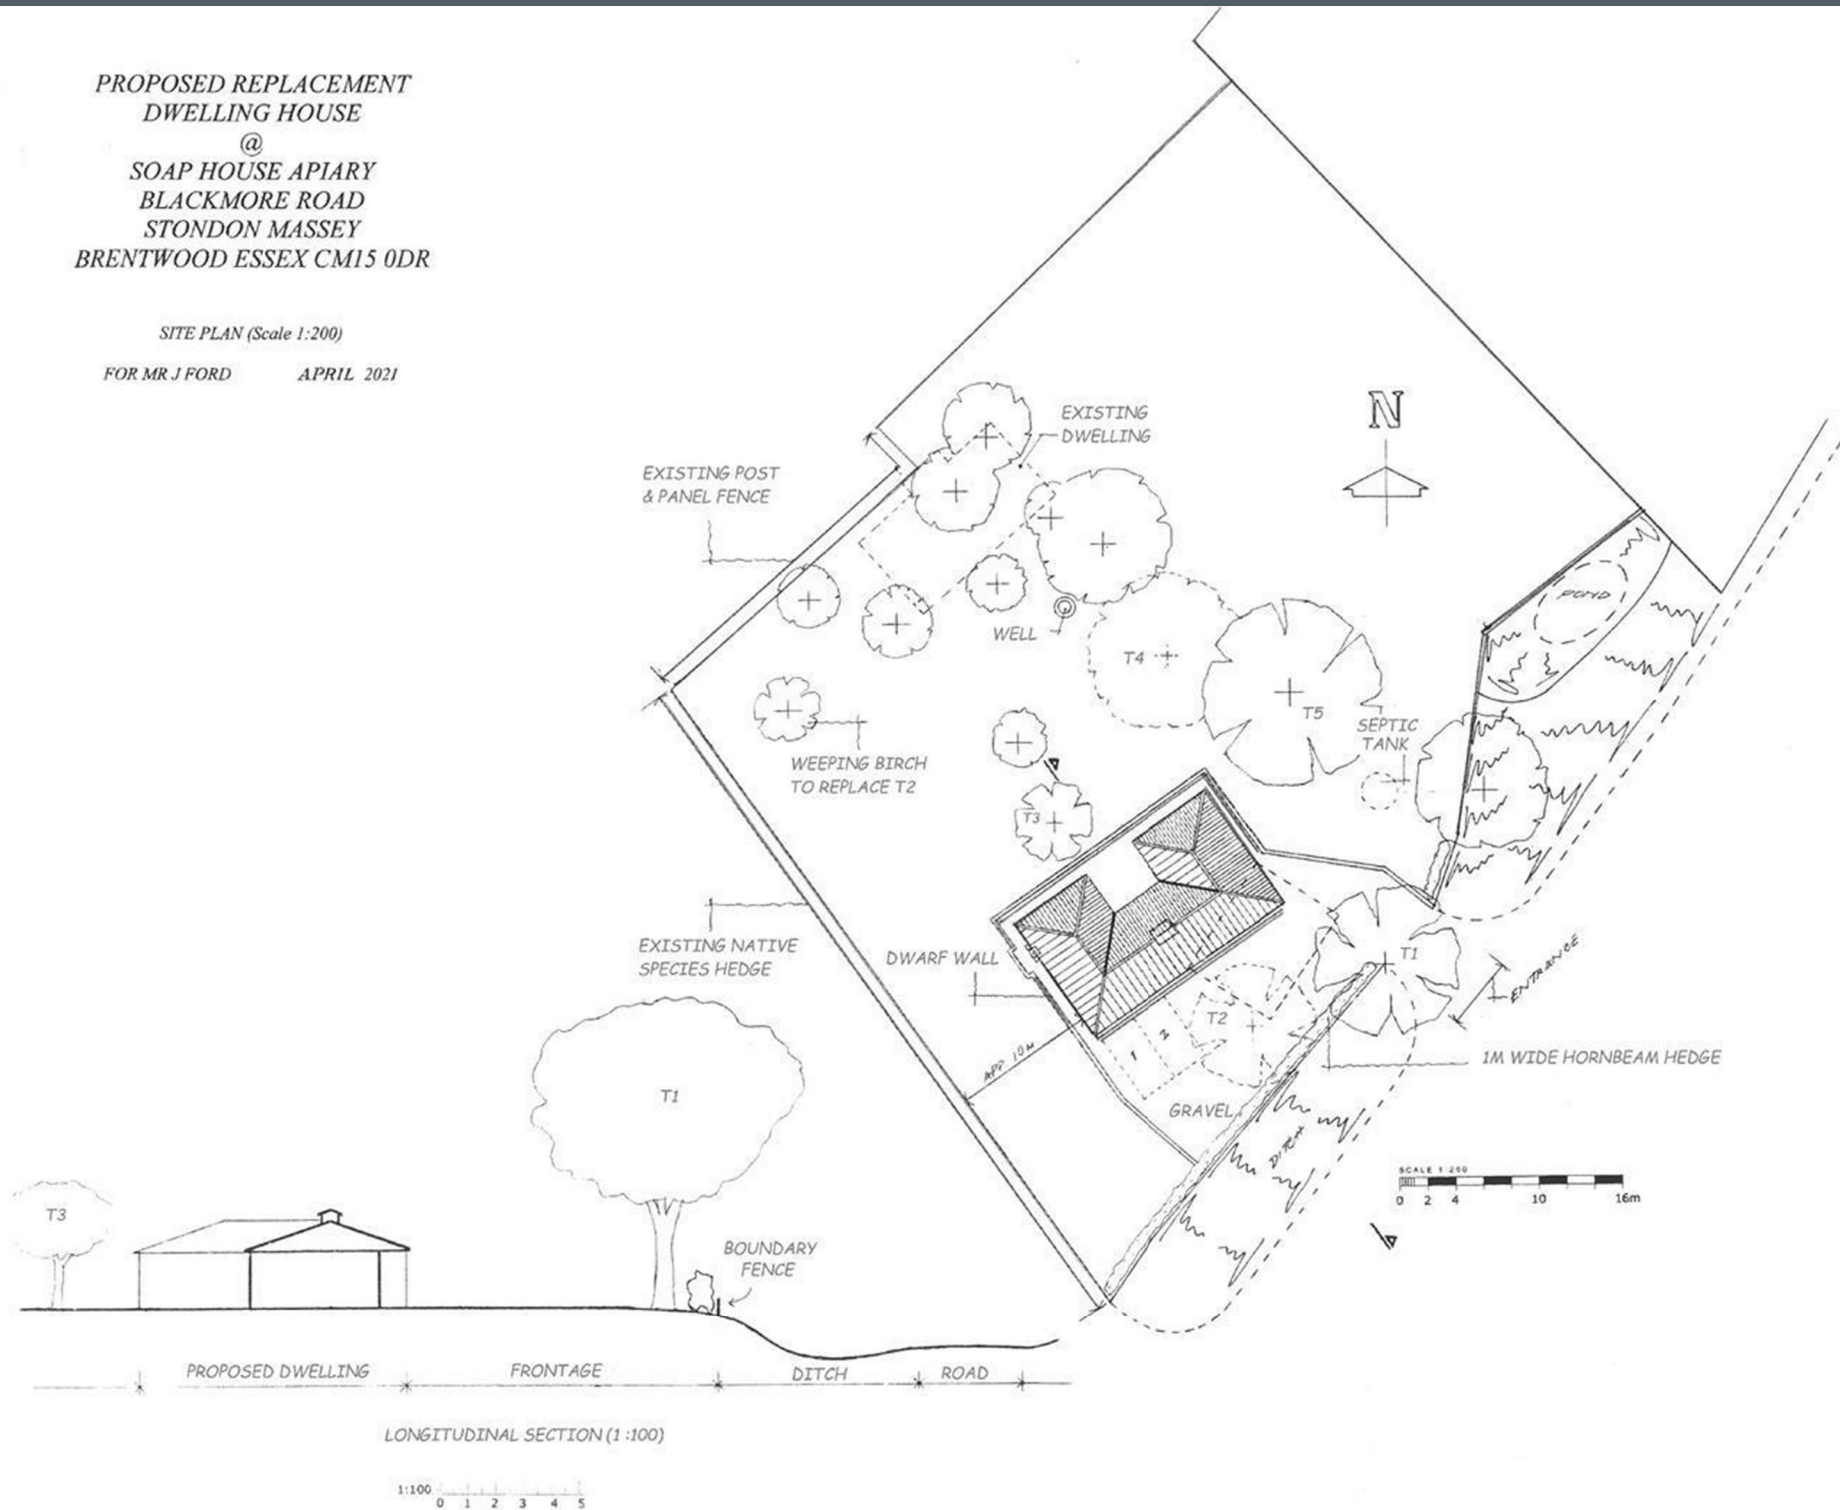 PROPOSED REPLACEMENT
DWELLING HOUSE
@
SOAP HOUSE APIARY
BLACKMORE ROAD
STONDON MASSEY
BRENTWOOD ESSEX CM15 0DR
SITE PLAN (Scale 1:200)
FOR MR J FORD APRIL 2021
N
EXISTING
DWELLING
EXISTING POST
& PANEL FENCE
POND
WELL
T4
T5
SEPTIC
TANK
WEEPING BIRCH
TO REPLACE T2
T3
EXISTING NATIVE
SPECIES HEDGE
DWARF WALL
T1
ENTRANCE
T2
1
2
APP 10M
1M WIDE HORNBEAM HEDGE
GRAVEL
DITCH
SCALE 1:200
0 2 4 10 16m
T1
T3
BOUNDARY
FENCE
PROPOSED DWELLING FRONTAGE DITCH ROAD
LONGITUDINAL SECTION (1:100)
1:100
0 1 2 3 4 5